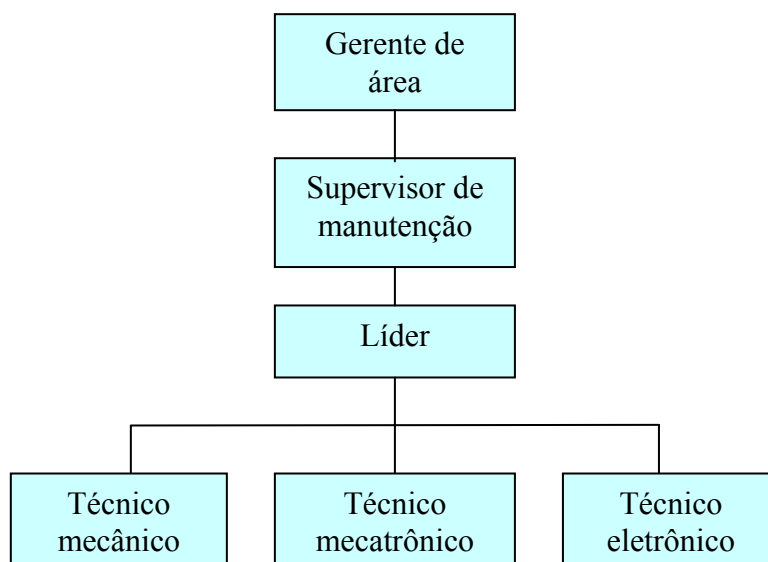 Gerente de
área
Supervisor de
manutenção
Líder
Técnico
mecânico
Técnico
mecatrônico
Técnico
eletrônico